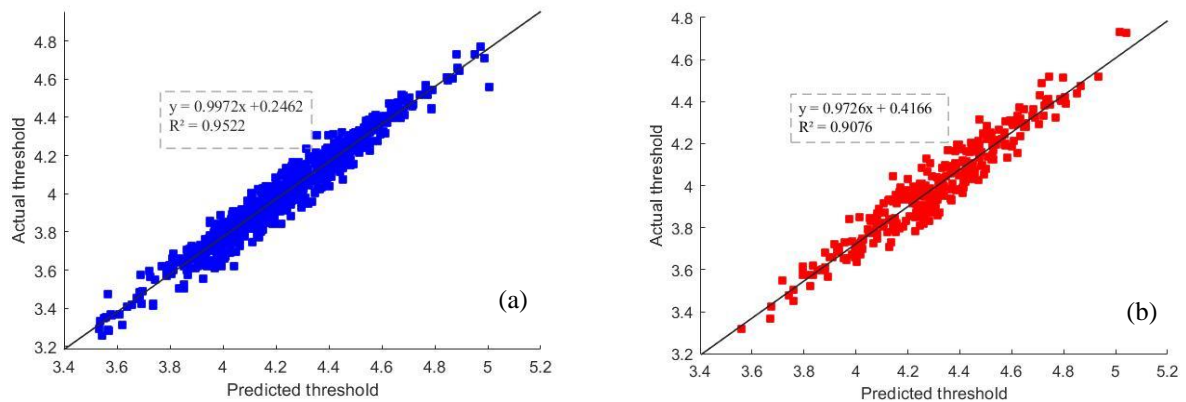 4.8
4.6
4.4
4.2
4
3.8
3.6
3.4
3.2
Actual threshold
y = 0.9972x +0.2462
R² = 0.9522
(a)
3.4 3.6 3.8 4 4.2 4.4 4.6 4.8 5 5.2
Predicted threshold
4.8
4.6
4.4
4.2
4
3.8
3.6
3.4
3.2
Actual threshold
y = 0.9726x + 0.4166
R² = 0.9076
(b)
3.4 3.6 3.8 4 4.2 4.4 4.6 4.8 5 5.2
Predicted threshold